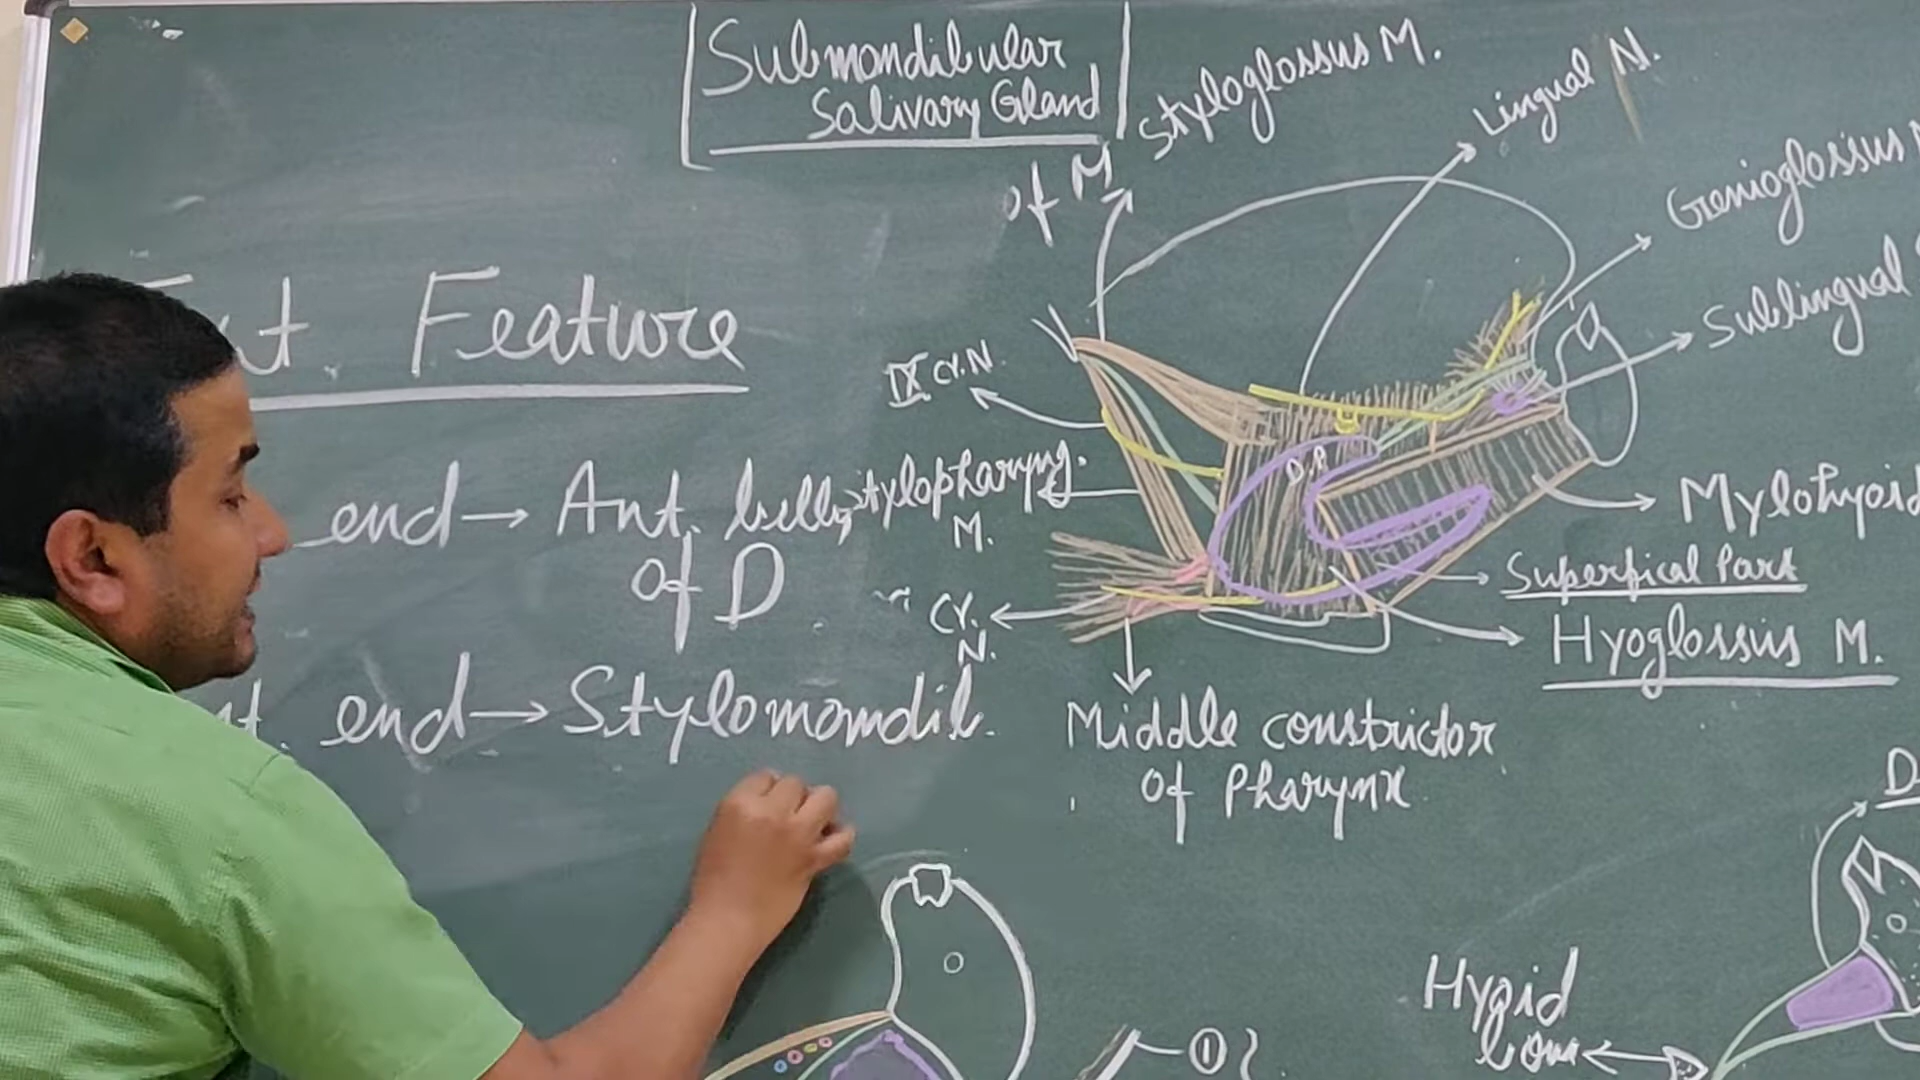 Submandibular
Salivary Gland
Styloglossus M.
Lingual N.
of M
Genioglossus
Sublingual
Feature
IX Cr.N.
end → Ant. belly
of D
Stylopharyng.
M.
Mylohyoid
Superfical Part
Cr.
N.
Hyoglossus M.
end → Stylomandib.
Middle constrictor
of Pharynx
D
Hyoid
bone
1